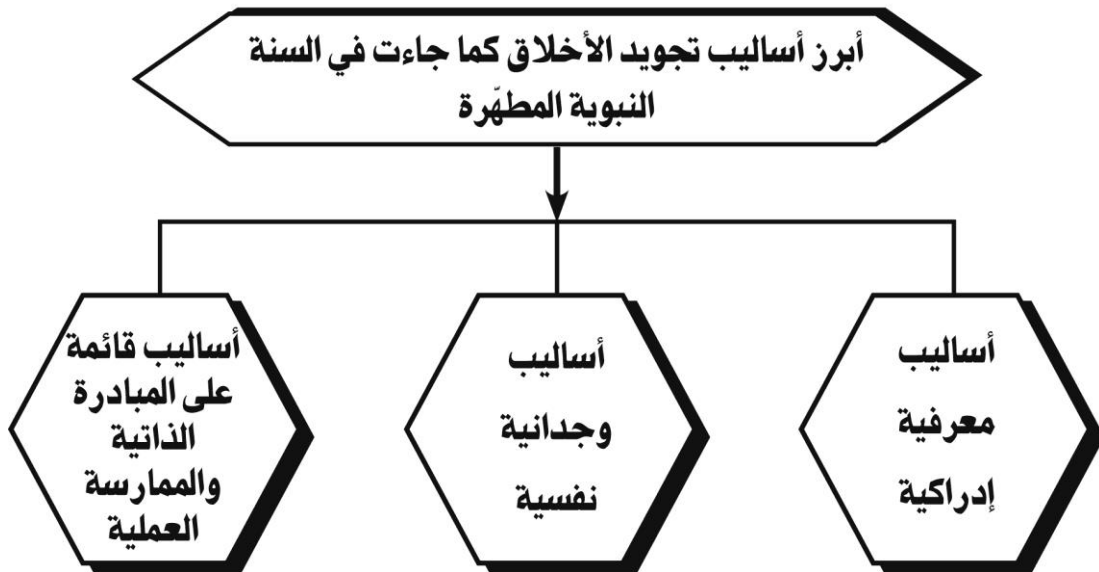 أبرز أساليب تجويد الأخلاق كما جاءت في السنة
النبوية المطهّرة
أساليب
معرفية
إدراكية
أساليب
وجدانية
نفسية
أساليب قائمة
على المبادرة
الذاتية
والممارسة
العملية